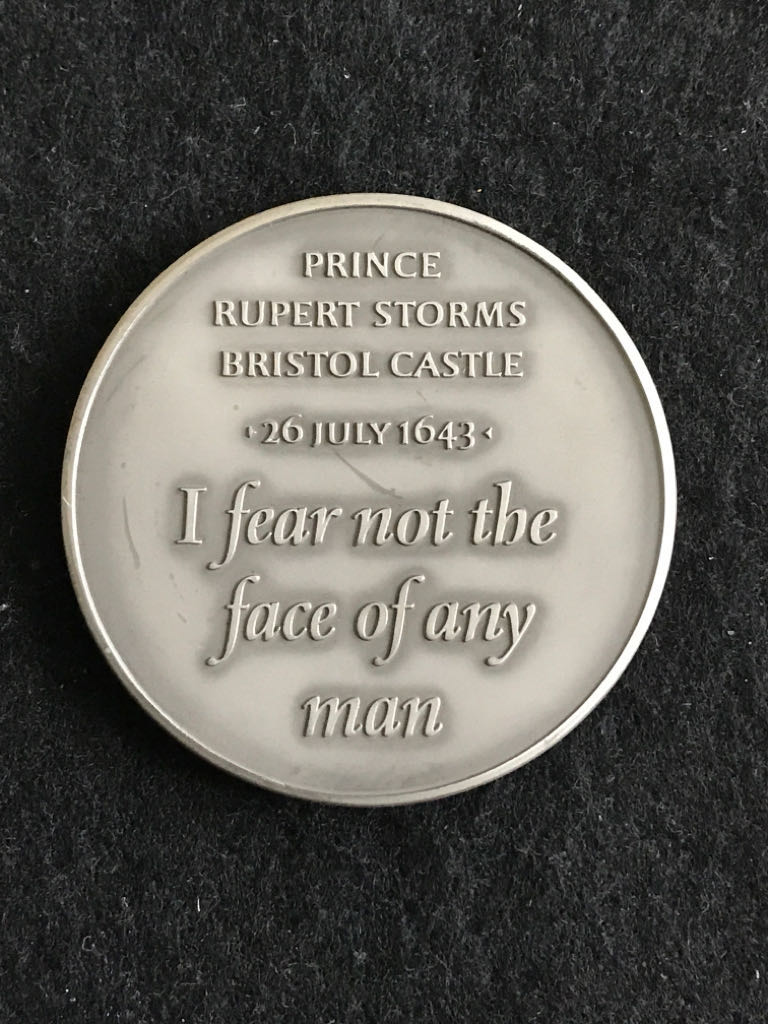 PRINCE
RUPERT STORMS
BRISTOL CASTLE
·26 JULY 1643·
I fear not the
face of any
man